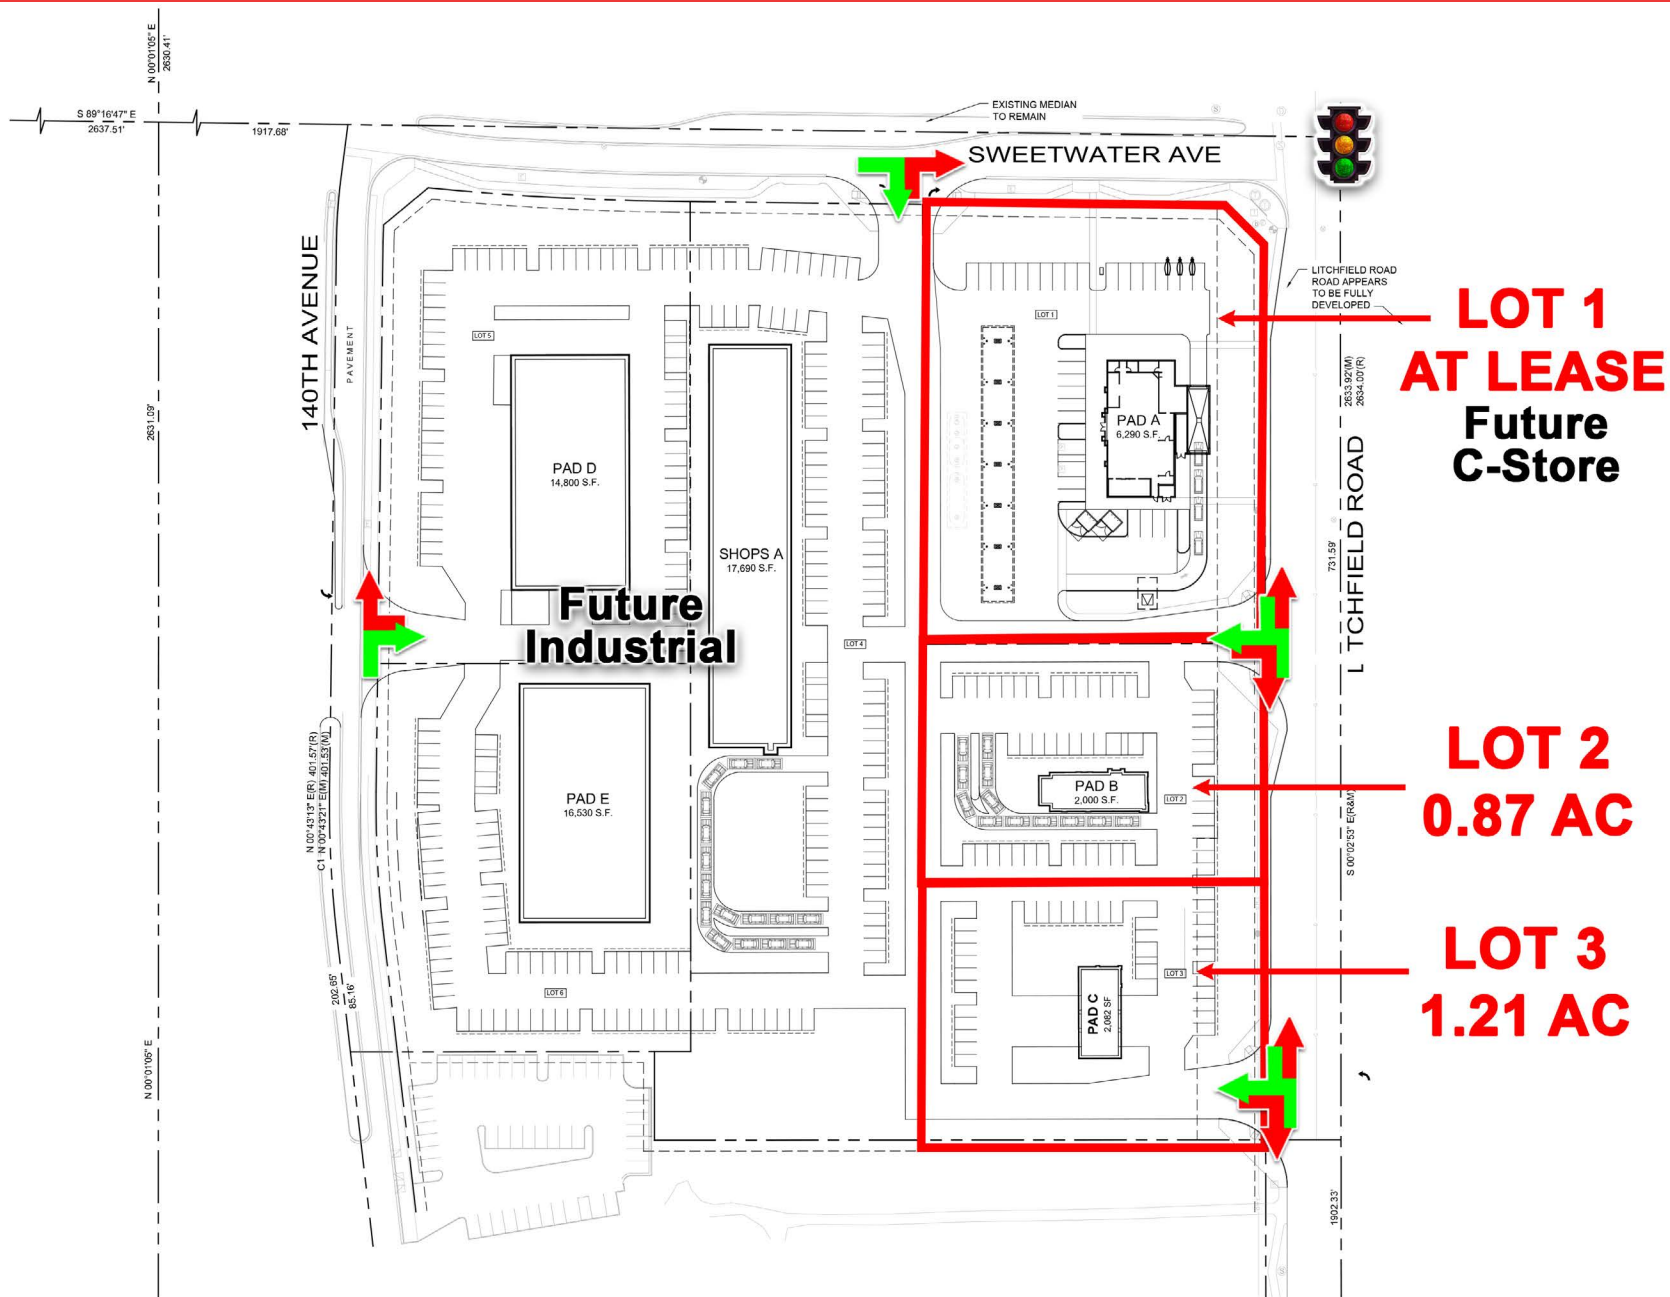 N 00°01'05" E
2630.41'
S 89°16'47" E
2637.51'
1917.68'
EXISTING MEDIAN
TO REMAIN
SWEETWATER AVE
140TH AVENUE
PAVEMENT
LITCHFIELD ROAD
ROAD APPEARS
TO BE FULLY
DEVELOPED
LOT 1
AT LEASE
Future
C-Store
LOT 1
LOT 5
PAD A
6,290 S.F.
2633.92'(M)
2634.00'(R)
2631.09'
PAD D
14,800 S.F.
SHOPS A
17,690 S.F.
731.59'
L TCHFIELD ROAD
Future
Industrial
LOT 4
LOT 2
0.87 AC
PAD B
2,000 S.F.
LOT 2
PAD E
16,530 S.F.
N 00°43'13" E(R) 401.57'(R)
C1 N 00°43'21" E(M) 401.53'(M)
S 00°02'53" E(R&M)
LOT 3
1.21 AC
LOT 3
LOT 6
PAD C
2,082 SF
202.65'
85.16'
N 00°01'05" E
1902.33'